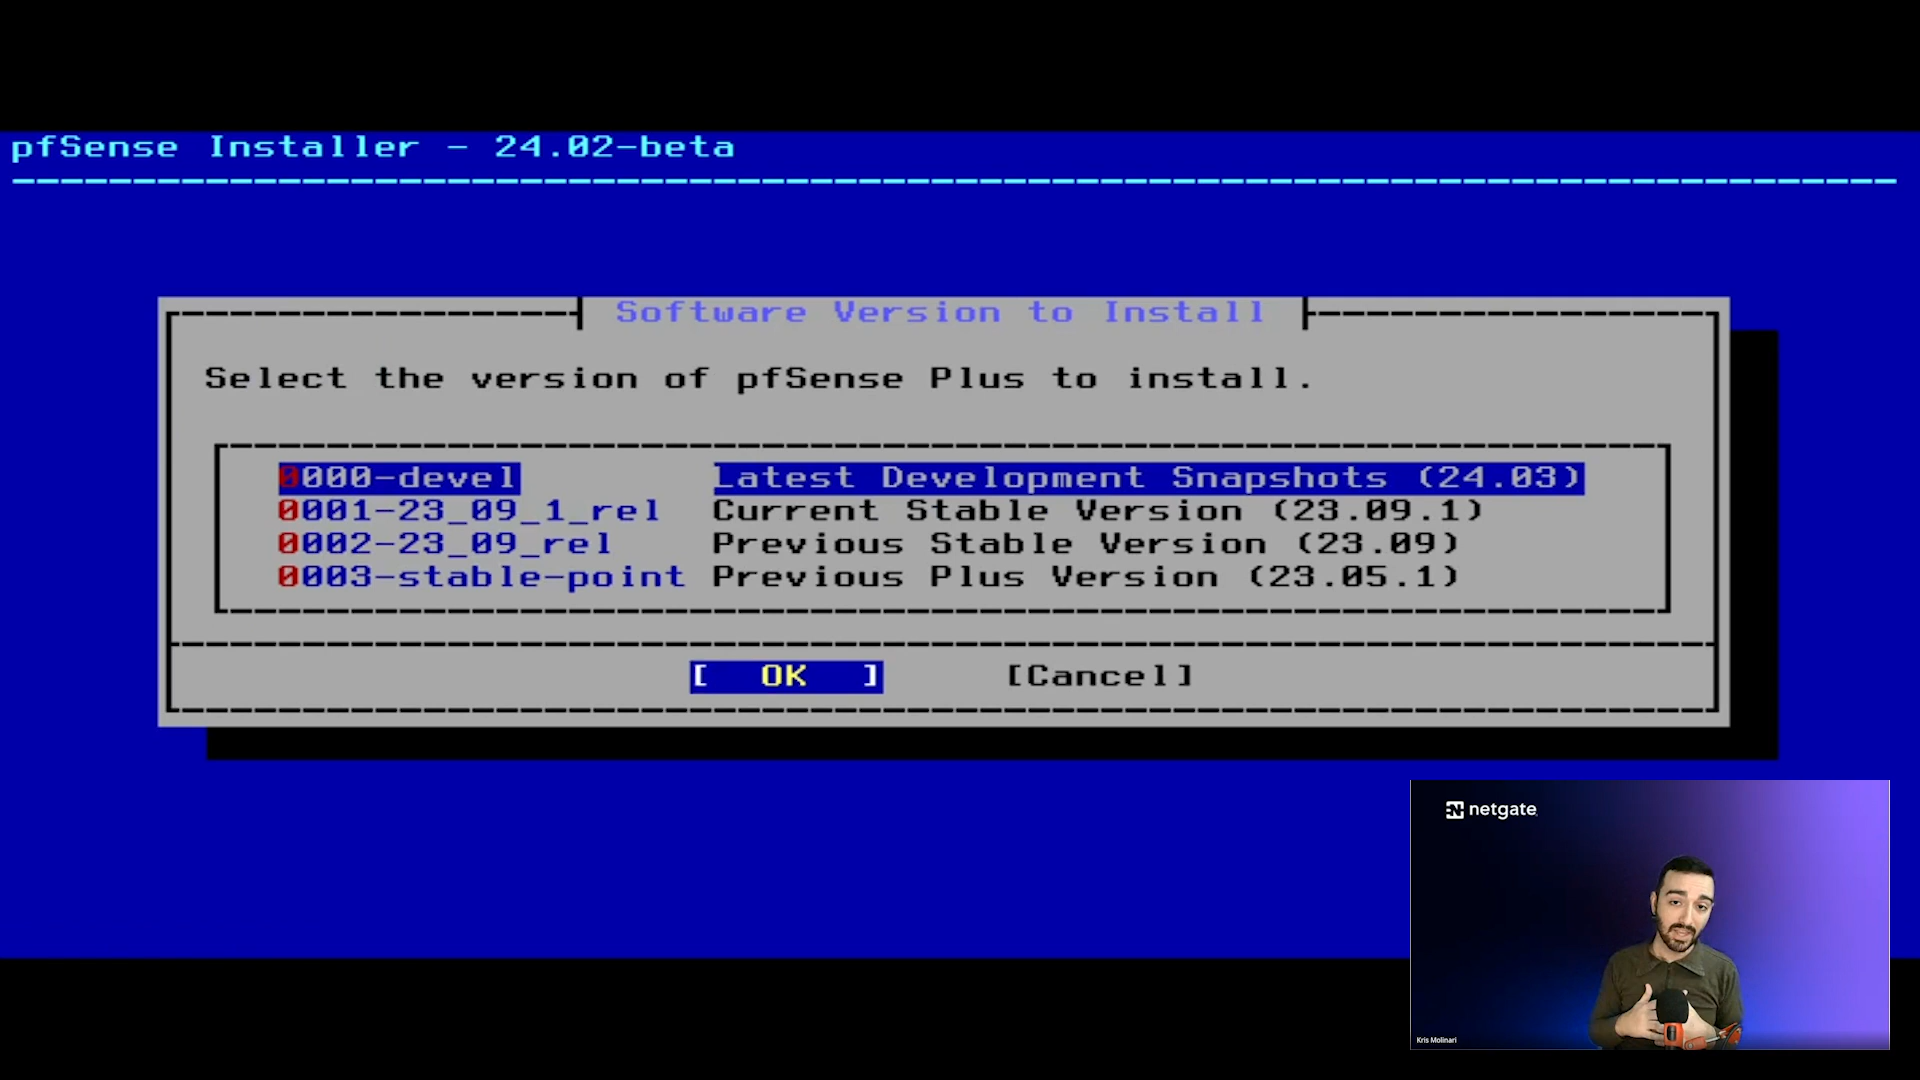 pfSense Installer - 24.02-beta
Software Version to Install
Select the version of pfSense Plus to install.
0000-devel Latest Development Snapshots (24.03)
0001-23_09_1_rel Current Stable Version (23.09.1)
0002-23_09_rel Previous Stable Version (23.09)
0003-stable-point Previous Plus Version (23.05.1)
[ OK ] [Cancel]
netgate
Kris Molinari